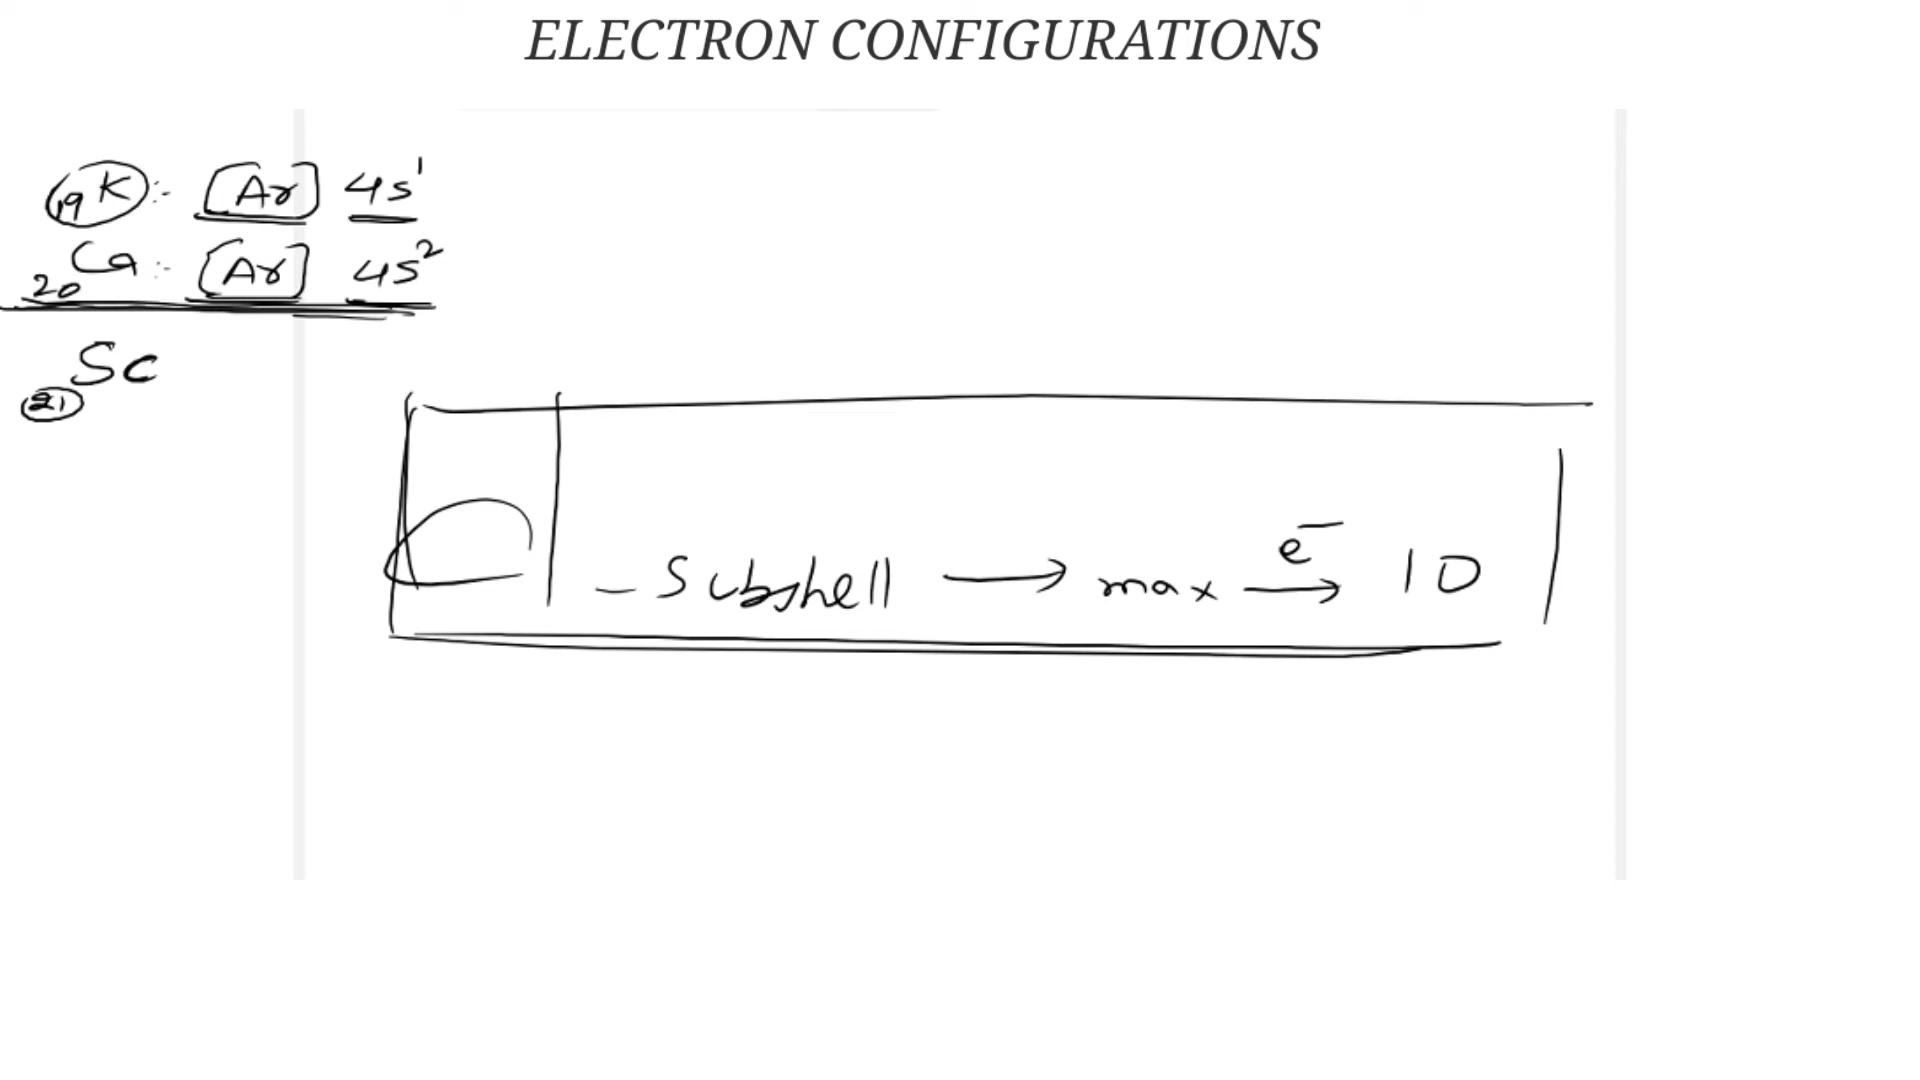 ELECTRON CONFIGURATIONS
19K:- [Ar] 4s¹
20Ca:- [Ar] 4s²
21Sc
- Subshell → max e⁻ → 10